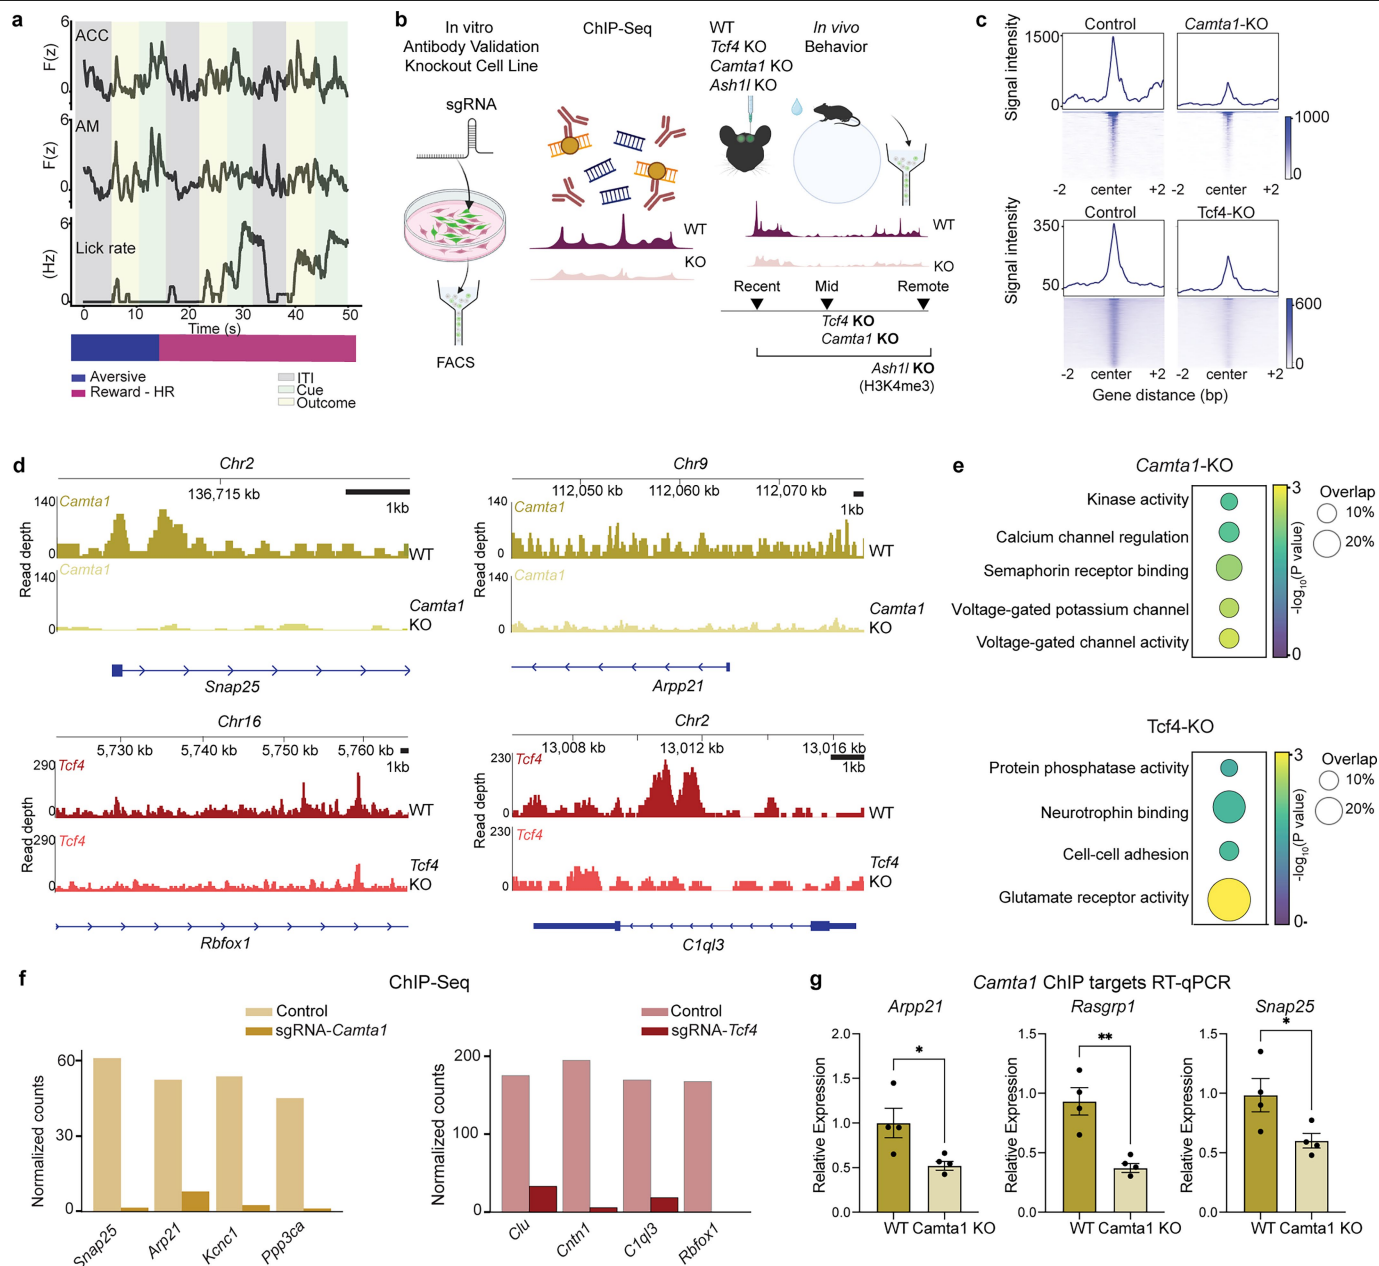 a
6
ACC
F(z)
0
6
AM
F(z)
0
6
Lick rate
(Hz)
0
0 10 20 30 40 50
Time (s)
Aversive
Reward - HR
ITI
Cue
Outcome
b
In vitro
Antibody Validation
Knockout Cell Line
sgRNA
FACS
ChIP-Seq
WT
KO
WT
Tcf4 KO
Camta1 KO
Ash1l KO
In vivo
Behavior
WT
KO
Recent Mid Remote
Tcf4 KO
Camta1 KO
Ash1l KO
(H3K4me3)
c
Control Camta1-KO
Signal intensity
1500
0
1000
0
-2 center +2 -2 center +2
Control Tcf4-KO
Signal intensity
350
50
600
0
-2 center +2 -2 center +2
Gene distance (bp)
d
Chr2
136,715 kb
1kb
Read depth
140
Camta1
0
WT
140
Camta1
0
Camta1
KO
Snap25
Chr9
112,050 kb 112,060 kb 112,070 kb
1kb
Read depth
140
Camta1
0
WT
140
Camta1
0
Camta1
KO
Arpp21
Chr16
5,730 kb 5,740 kb 5,750 kb 5,760 kb
1kb
Read depth
290
Tcf4
0
WT
290
Tcf4
0
Tcf4
KO
Rbfox1
Chr2
13,008 kb 13,012 kb 13,016 kb
1kb
Read depth
230
Tcf4
0
WT
230
Tcf4
0
Tcf4
KO
C1ql3
e
Camta1-KO
Kinase activity
Calcium channel regulation
Semaphorin receptor binding
Voltage-gated potassium channel
Voltage-gated channel activity
3
0
-log10(P value)
Overlap
10%
20%
Tcf4-KO
Protein phosphatase activity
Neurotrophin binding
Cell-cell adhesion
Glutamate receptor activity
3
0
-log10(P value)
Overlap
10%
20%
f
ChIP-Seq
Control
sgRNA-Camta1
Normalized counts
60
30
0
Snap25 Arp21 Kcnc1 Ppp3ca
Control
sgRNA-Tcf4
Normalized counts
200
100
0
Clu Cntn1 C1ql3 Rbfox1
g
Camta1 ChIP targets RT-qPCR
Arpp21
Relative Expression
2.0
1.5
1.0
0.5
0.0
*
WT Camta1 KO
Rasgrp1
Relative Expression
1.5
1.0
0.5
0.0
**
WT Camta1 KO
Snap25
Relative Expression
1.5
1.0
0.5
0.0
*
WT Camta1 KO